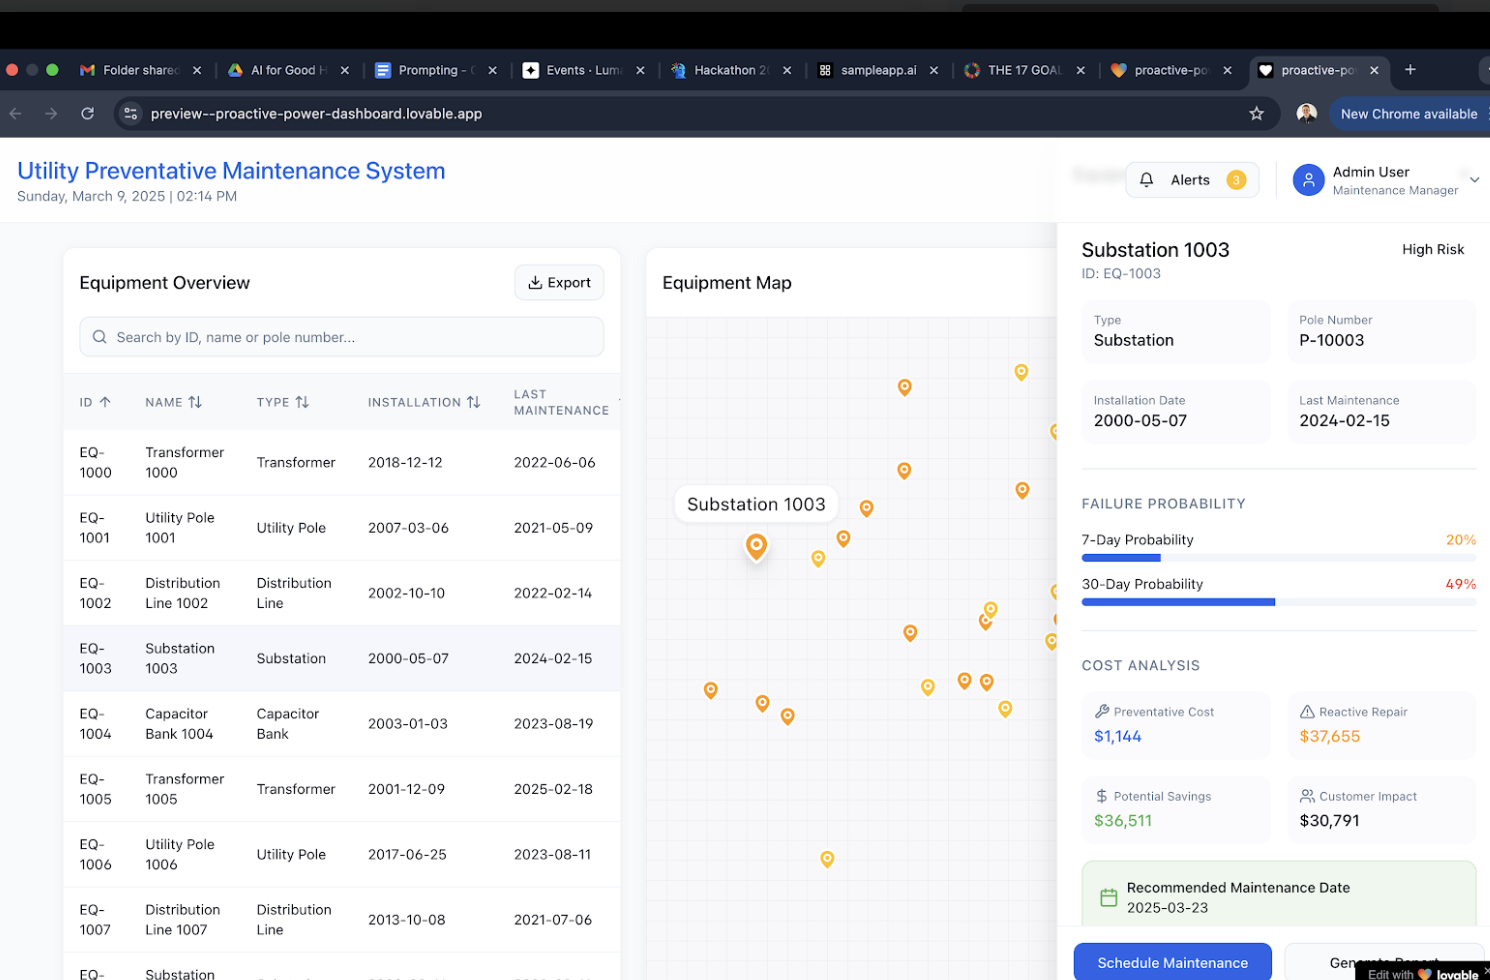 Folder shared
AI for Good H
Prompting - 
Events · Luma
Hackathon 20
sampleapp.ai
THE 17 GOAL
proactive-po
proactive-po
preview--proactive-power-dashboard.lovable.app
New Chrome available
Utility Preventative Maintenance System
Sunday, March 9, 2025 | 02:14 PM
Alerts 3
Admin User
Maintenance Manager
Equipment Overview
Export
Search by ID, name or pole number...
ID NAME TYPE INSTALLATION LAST MAINTENANCE
EQ-1000 Transformer 1000 Transformer 2018-12-12 2022-06-06
EQ-1001 Utility Pole 1001 Utility Pole 2007-03-06 2021-05-09
EQ-1002 Distribution Line 1002 Distribution Line 2002-10-10 2022-02-14
EQ-1003 Substation 1003 Substation 2000-05-07 2024-02-15
EQ-1004 Capacitor Bank 1004 Capacitor Bank 2003-01-03 2023-08-19
EQ-1005 Transformer 1005 Transformer 2001-12-09 2025-02-18
EQ-1006 Utility Pole 1006 Utility Pole 2017-06-25 2023-08-11
EQ-1007 Distribution Line 1007 Distribution Line 2013-10-08 2021-07-06
EQ- Substation
Equipment Map
Substation 1003
Substation 1003
High Risk
ID: EQ-1003
Type
Substation
Pole Number
P-10003
Installation Date
2000-05-07
Last Maintenance
2024-02-15
FAILURE PROBABILITY
7-Day Probability 20%
30-Day Probability 49%
COST ANALYSIS
Preventative Cost
$1,144
Reactive Repair
$37,655
Potential Savings
$36,511
Customer Impact
$30,791
Recommended Maintenance Date
2025-03-23
Schedule Maintenance
Generate Report
Edit with lovable